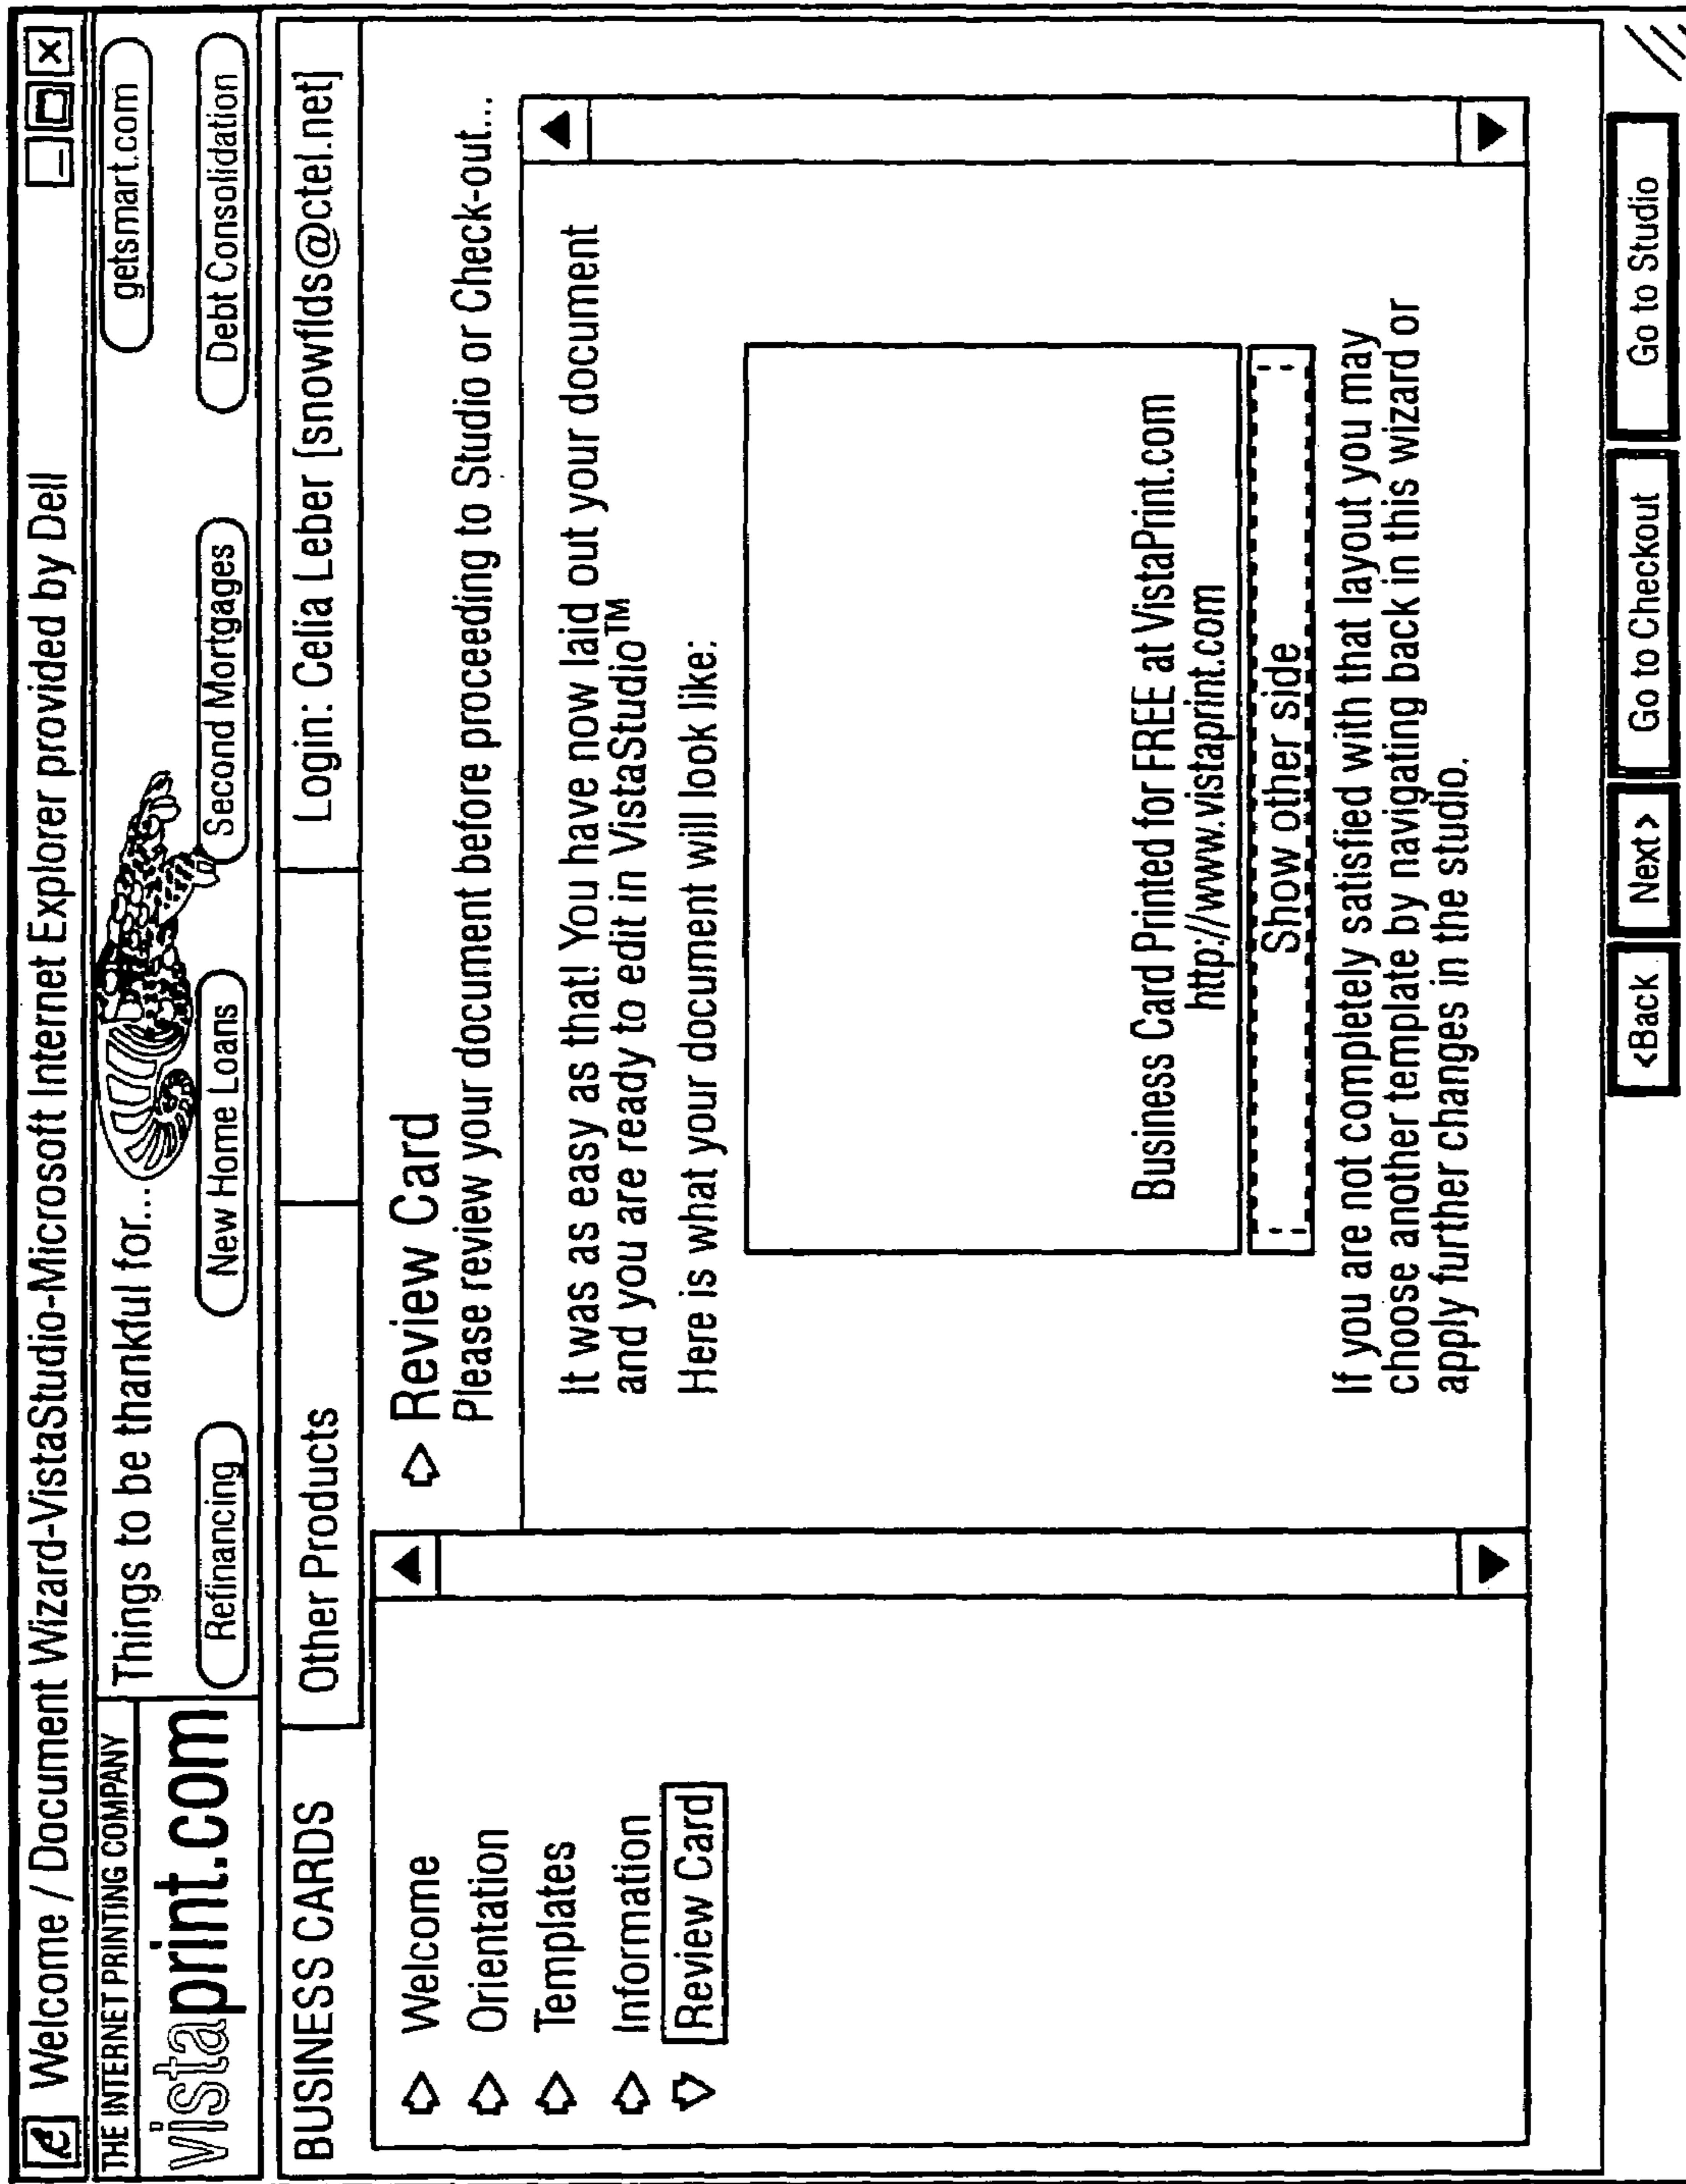 Welcome / Document Wizard-VistaStudio-Microsoft Internet Explorer provided by Dell
THE INTERNET PRINTING COMPANY
vistaprint.com
Things to be thankful for...
getsmart.com
Refinancing
New Home Loans
Second Mortgages
Debt Consolidation
BUSINESS CARDS
Other Products
Login: Celia Leber [snowflds@ctel.net]
Welcome
Orientation
Templates
Information
Review Card
Review Card
Please review your document before proceeding to Studio or Check-out...
It was as easy as that! You have now laid out your document
and you are ready to edit in VistaStudio™
Here is what your document will look like:
Business Card Printed for FREE at VistaPrint.com
http://www.vistaprint.com
Show other side
If you are not completely satisfied with that layout you may
choose another template by navigating back in this wizard or
apply further changes in the studio.
<Back
Next>
Go to Checkout
Go to Studio